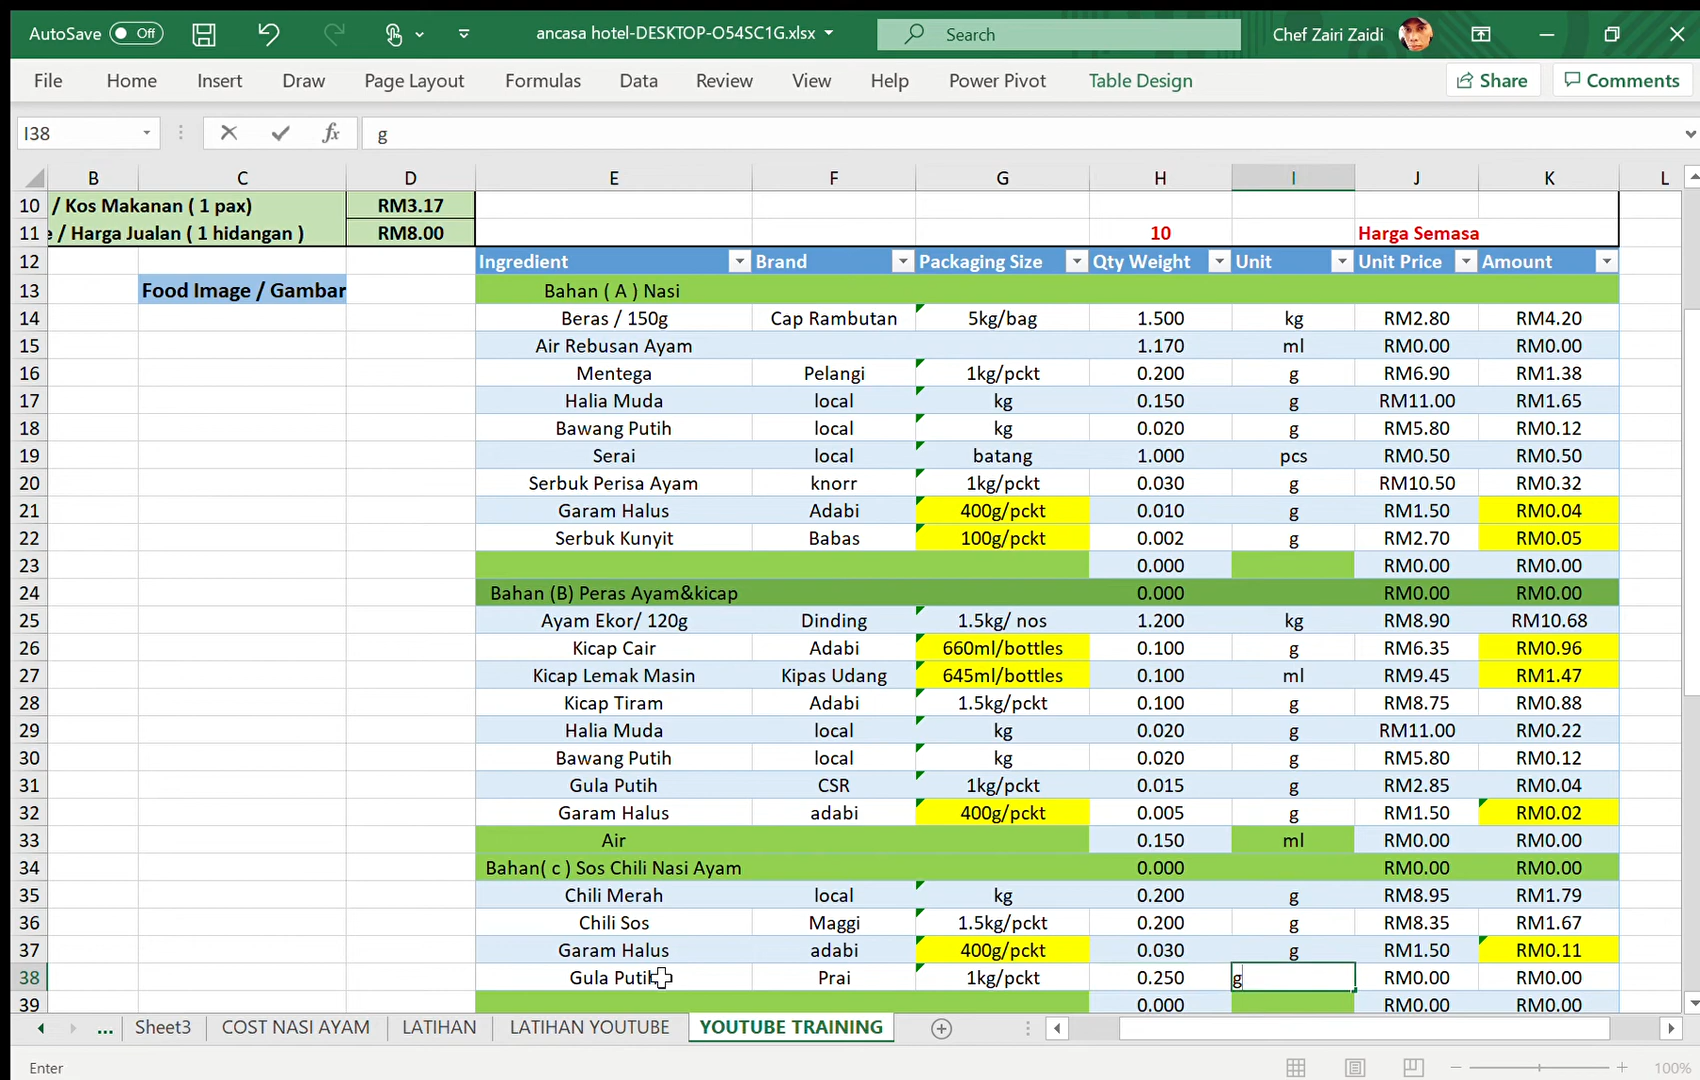 AutoSave Off ancasa hotel-DESKTOP-O54SC1G.xlsx Search Chef Zairi Zaidi
File Home Insert Draw Page Layout Formulas Data Review View Help Power Pivot Table Design Share Comments
I38 fx g
B C D E F G H I J K L
10 / Kos Makanan ( 1 pax) RM3.17
11 e / Harga Jualan ( 1 hidangan ) RM8.00 10 Harga Semasa
12 Ingredient Brand Packaging Size Qty Weight Unit Unit Price Amount
13 Food Image / Gambar Bahan ( A ) Nasi
14 Beras / 150g Cap Rambutan 5kg/bag 1.500 kg RM2.80 RM4.20
15 Air Rebusan Ayam 1.170 ml RM0.00 RM0.00
16 Mentega Pelangi 1kg/pckt 0.200 g RM6.90 RM1.38
17 Halia Muda local kg 0.150 g RM11.00 RM1.65
18 Bawang Putih local kg 0.020 g RM5.80 RM0.12
19 Serai local batang 1.000 pcs RM0.50 RM0.50
20 Serbuk Perisa Ayam knorr 1kg/pckt 0.030 g RM10.50 RM0.32
21 Garam Halus Adabi 400g/pckt 0.010 g RM1.50 RM0.04
22 Serbuk Kunyit Babas 100g/pckt 0.002 g RM2.70 RM0.05
23 0.000 RM0.00 RM0.00
24 Bahan (B) Peras Ayam&kicap 0.000 RM0.00 RM0.00
25 Ayam Ekor/ 120g Dinding 1.5kg/ nos 1.200 kg RM8.90 RM10.68
26 Kicap Cair Adabi 660ml/bottles 0.100 g RM6.35 RM0.96
27 Kicap Lemak Masin Kipas Udang 645ml/bottles 0.100 ml RM9.45 RM1.47
28 Kicap Tiram Adabi 1.5kg/pckt 0.100 g RM8.75 RM0.88
29 Halia Muda local kg 0.020 g RM11.00 RM0.22
30 Bawang Putih local kg 0.020 g RM5.80 RM0.12
31 Gula Putih CSR 1kg/pckt 0.015 g RM2.85 RM0.04
32 Garam Halus adabi 400g/pckt 0.005 g RM1.50 RM0.02
33 Air 0.150 ml RM0.00 RM0.00
34 Bahan( c ) Sos Chili Nasi Ayam 0.000 RM0.00 RM0.00
35 Chili Merah local kg 0.200 g RM8.95 RM1.79
36 Chili Sos Maggi 1.5kg/pckt 0.200 g RM8.35 RM1.67
37 Garam Halus adabi 400g/pckt 0.030 g RM1.50 RM0.11
38 Gula Putih Prai 1kg/pckt 0.250 g RM0.00 RM0.00
39 0.000 RM0.00 RM0.00
... Sheet3 COST NASI AYAM LATIHAN LATIHAN YOUTUBE YOUTUBE TRAINING
Enter 100%